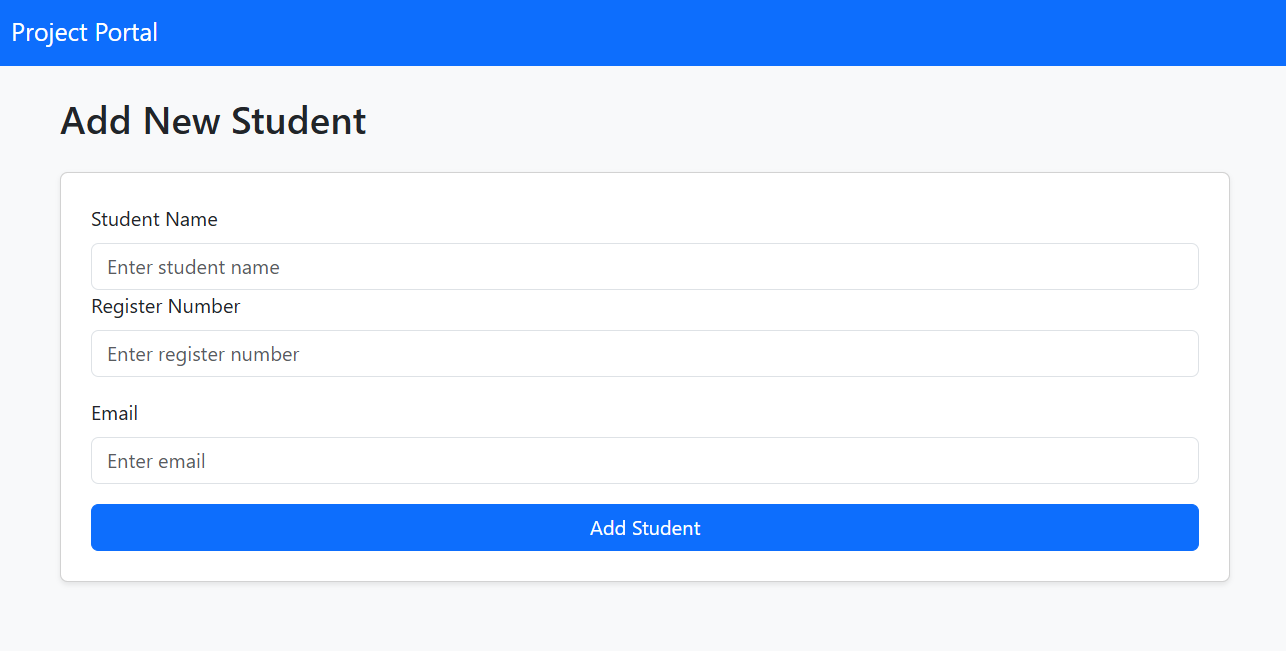 Project Portal
Add New Student
Student Name
Enter student name
Register Number
Enter register number
Email
Enter email
Add Student